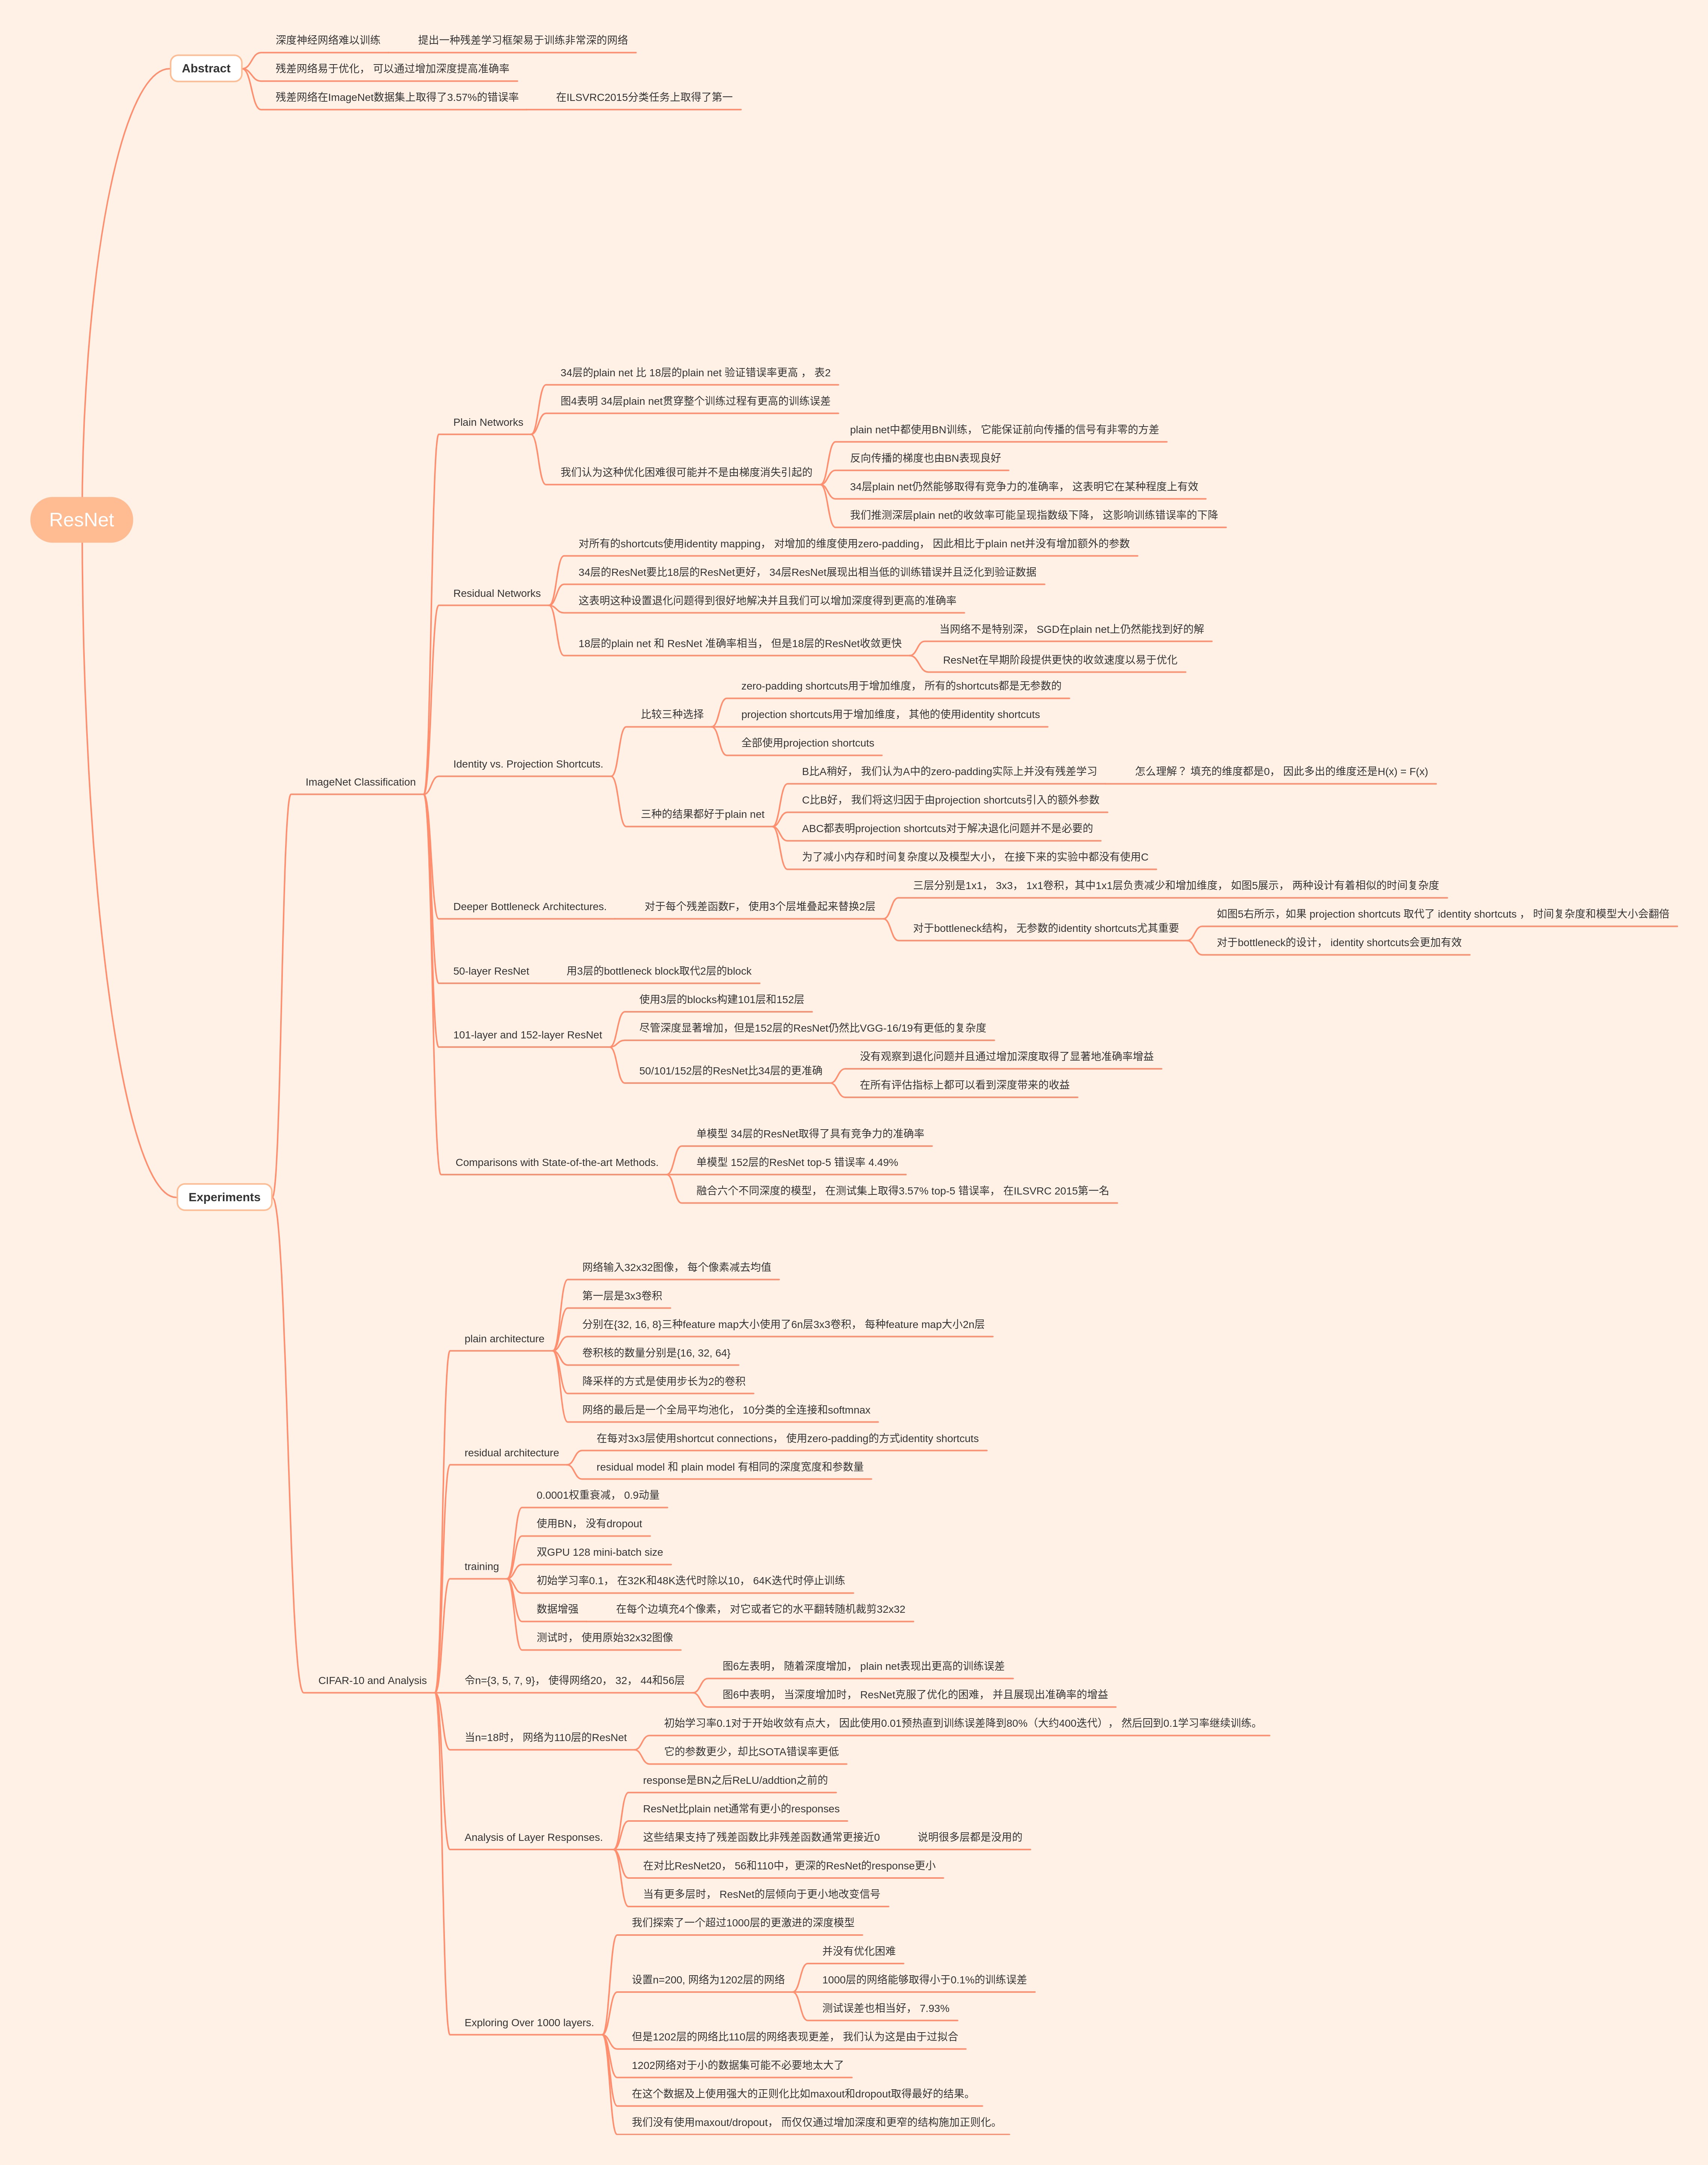 ResNet
Abstract
深度神经网络难以训练
提出一种残差学习框架易于训练非常深的网络
残差网络易于优化， 可以通过增加深度提高准确率
残差网络在ImageNet数据集上取得了3.57%的错误率
在ILSVRC2015分类任务上取得了第一
Experiments
ImageNet Classification
Plain Networks
34层的plain net 比 18层的plain net 验证错误率更高 ， 表2
图4表明 34层plain net贯穿整个训练过程有更高的训练误差
我们认为这种优化困难很可能并不是由梯度消失引起的
plain net中都使用BN训练， 它能保证前向传播的信号有非零的方差
反向传播的梯度也由BN表现良好
34层plain net仍然能够取得有竞争力的准确率， 这表明它在某种程度上有效
我们推测深层plain net的收敛率可能呈现指数级下降， 这影响训练错误率的下降
Residual Networks
对所有的shortcuts使用identity mapping， 对增加的维度使用zero-padding， 因此相比于plain net并没有增加额外的参数
34层的ResNet要比18层的ResNet更好， 34层ResNet展现出相当低的训练错误并且泛化到验证数据
这表明这种设置退化问题得到很好地解决并且我们可以增加深度得到更高的准确率
18层的plain net 和 ResNet 准确率相当， 但是18层的ResNet收敛更快
当网络不是特别深， SGD在plain net上仍然能找到好的解
ResNet在早期阶段提供更快的收敛速度以易于优化
Identity vs. Projection Shortcuts.
比较三种选择
zero-padding shortcuts用于增加维度， 所有的shortcuts都是无参数的
projection shortcuts用于增加维度， 其他的使用identity shortcuts
全部使用projection shortcuts
三种的结果都好于plain net
B比A稍好， 我们认为A中的zero-padding实际上并没有残差学习
怎么理解？ 填充的维度都是0， 因此多出的维度还是H(x) = F(x)
C比B好， 我们将这归因于由projection shortcuts引入的额外参数
ABC都表明projection shortcuts对于解决退化问题并不是必要的
为了减小内存和时间复杂度以及模型大小， 在接下来的实验中都没有使用C
Deeper Bottleneck Architectures.
对于每个残差函数F， 使用3个层堆叠起来替换2层
三层分别是1x1， 3x3， 1x1卷积，其中1x1层负责减少和增加维度， 如图5展示， 两种设计有着相似的时间复杂度
对于bottleneck结构， 无参数的identity shortcuts尤其重要
如图5右所示，如果 projection shortcuts 取代了 identity shortcuts ， 时间复杂度和模型大小会翻倍
对于bottleneck的设计， identity shortcuts会更加有效
50-layer ResNet
用3层的bottleneck block取代2层的block
101-layer and 152-layer ResNet
使用3层的blocks构建101层和152层
尽管深度显著增加，但是152层的ResNet仍然比VGG-16/19有更低的复杂度
50/101/152层的ResNet比34层的更准确
没有观察到退化问题并且通过增加深度取得了显著地准确率增益
在所有评估指标上都可以看到深度带来的收益
Comparisons with State-of-the-art Methods.
单模型 34层的ResNet取得了具有竞争力的准确率
单模型 152层的ResNet top-5 错误率 4.49%
融合六个不同深度的模型， 在测试集上取得3.57% top-5 错误率， 在ILSVRC 2015第一名
CIFAR-10 and Analysis
plain architecture
网络输入32x32图像， 每个像素减去均值
第一层是3x3卷积
分别在{32, 16, 8}三种feature map大小使用了6n层3x3卷积， 每种feature map大小2n层
卷积核的数量分别是{16, 32, 64}
降采样的方式是使用步长为2的卷积
网络的最后是一个全局平均池化， 10分类的全连接和softmnax
residual architecture
在每对3x3层使用shortcut connections， 使用zero-padding的方式identity shortcuts
residual model 和 plain model 有相同的深度宽度和参数量
training
0.0001权重衰减， 0.9动量
使用BN， 没有dropout
双GPU 128 mini-batch size
初始学习率0.1， 在32K和48K迭代时除以10， 64K迭代时停止训练
数据增强
在每个边填充4个像素， 对它或者它的水平翻转随机裁剪32x32
测试时， 使用原始32x32图像
令n={3, 5, 7, 9}， 使得网络20， 32， 44和56层
图6左表明， 随着深度增加， plain net表现出更高的训练误差
图6中表明， 当深度增加时， ResNet克服了优化的困难， 并且展现出准确率的增益
当n=18时， 网络为110层的ResNet
初始学习率0.1对于开始收敛有点大， 因此使用0.01预热直到训练误差降到80%（大约400迭代）， 然后回到0.1学习率继续训练。
它的参数更少，却比SOTA错误率更低
Analysis of Layer Responses.
response是BN之后ReLU/addtion之前的
ResNet比plain net通常有更小的responses
这些结果支持了残差函数比非残差函数通常更接近0
说明很多层都是没用的
在对比ResNet20， 56和110中，更深的ResNet的response更小
当有更多层时， ResNet的层倾向于更小地改变信号
Exploring Over 1000 layers.
我们探索了一个超过1000层的更激进的深度模型
设置n=200, 网络为1202层的网络
并没有优化困难
1000层的网络能够取得小于0.1%的训练误差
测试误差也相当好， 7.93%
但是1202层的网络比110层的网络表现更差， 我们认为这是由于过拟合
1202网络对于小的数据集可能不必要地太大了
在这个数据及上使用强大的正则化比如maxout和dropout取得最好的结果。
我们没有使用maxout/dropout， 而仅仅通过增加深度和更窄的结构施加正则化。